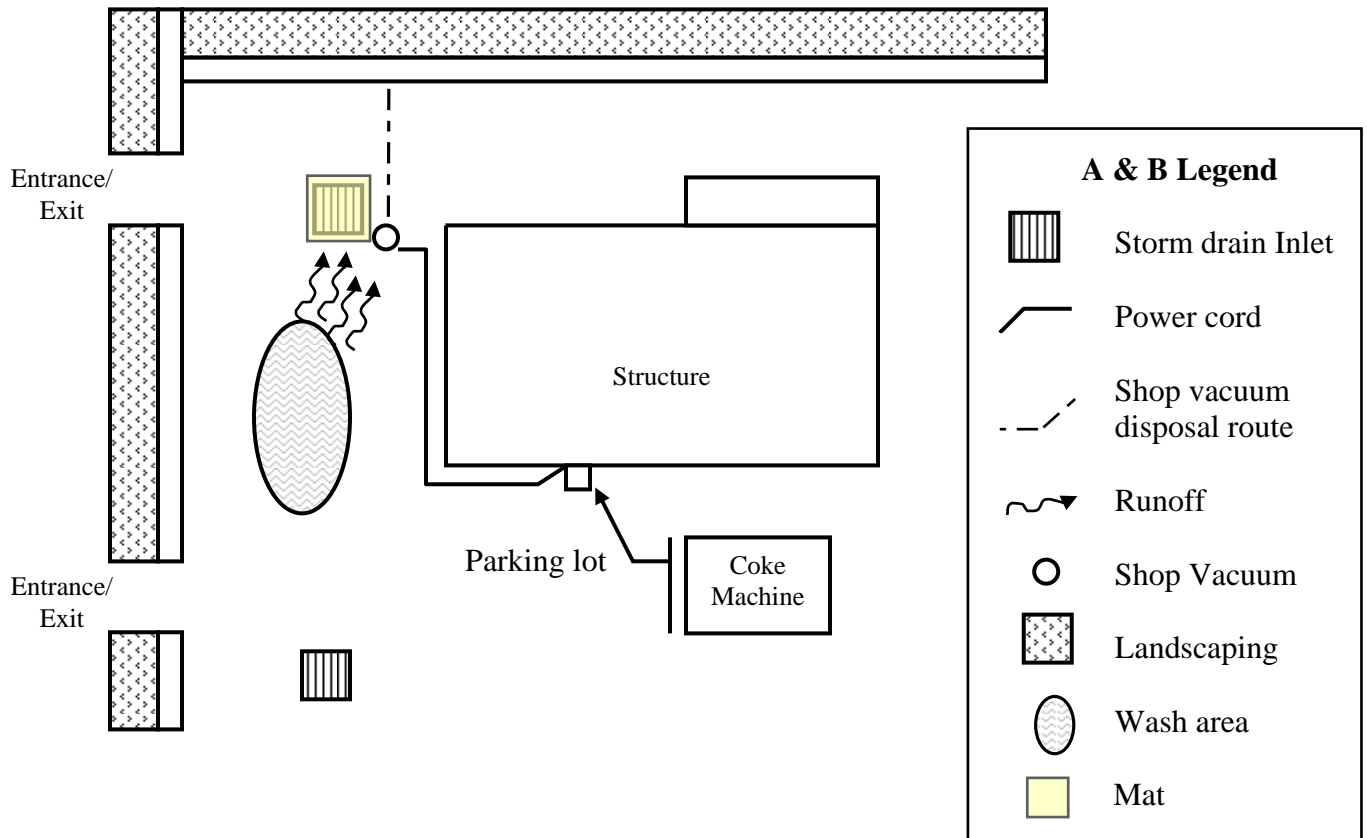 Entrance/
Exit
Structure
Parking lot
Coke
Machine
Entrance/
Exit
A & B Legend
Storm drain Inlet
Power cord
Shop vacuum
disposal route
Runoff
Shop Vacuum
Landscaping
Wash area
Mat